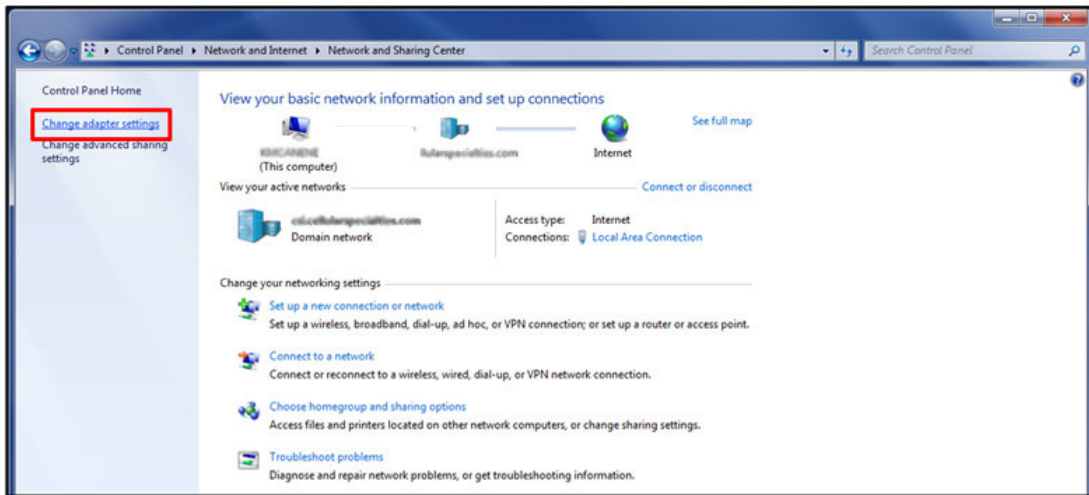 Control Panel ▸ Network and Internet ▸ Network and Sharing Center
Search Control Panel
Control Panel Home
Change adapter settings
Change advanced sharing
settings
View your basic network information and set up connections
See full map
(This computer)
Internet
View your active networks
Connect or disconnect
Domain network
Access type: Internet
Connections: Local Area Connection
Change your networking settings
Set up a new connection or network
Set up a wireless, broadband, dial-up, ad hoc, or VPN connection; or set up a router or access point.
Connect to a network
Connect or reconnect to a wireless, wired, dial-up, or VPN network connection.
Choose homegroup and sharing options
Access files and printers located on other network computers, or change sharing settings.
Troubleshoot problems
Diagnose and repair network problems, or get troubleshooting information.